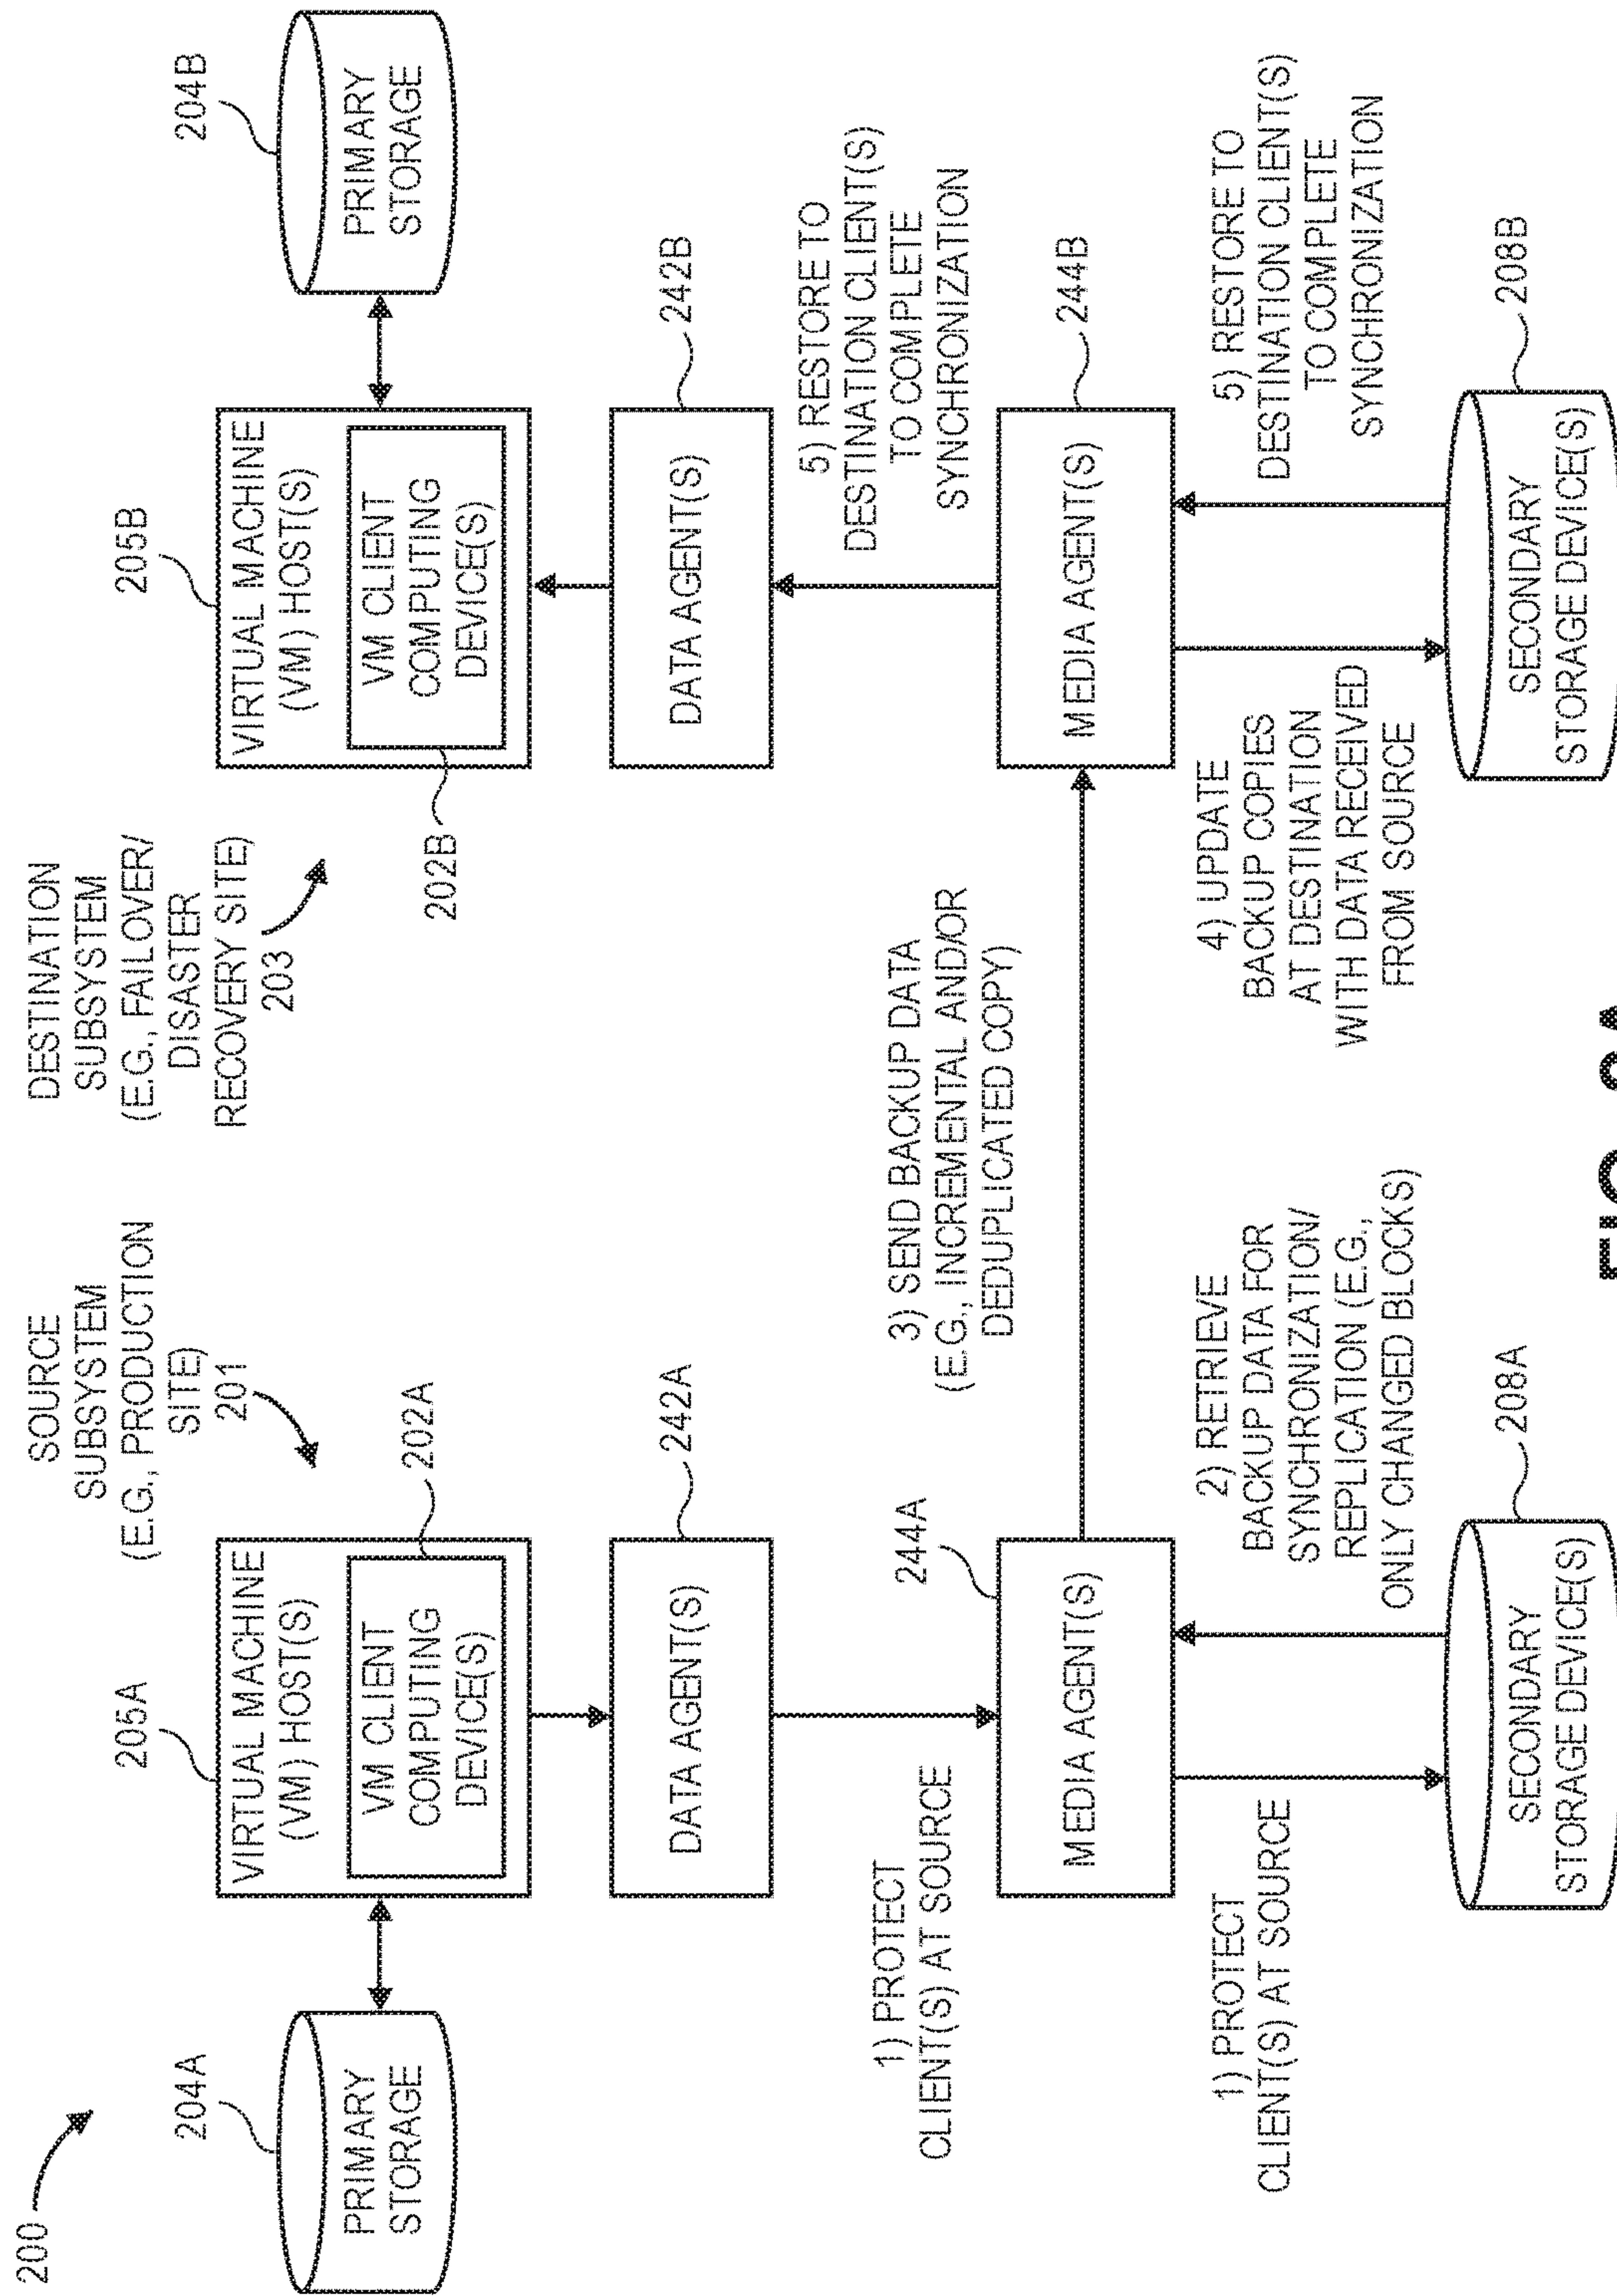 200
SOURCE
SUBSYSTEM
(E.G., PRODUCTION
SITE)
201
DESTINATION
SUBSYSTEM
(E.G., FAILOVER/
DISASTER
RECOVERY SITE)
203
204A
PRIMARY
STORAGE
205A
VIRTUAL MACHINE
(VM) HOST(S)
VM CLIENT
COMPUTING
DEVICE(S)
202A
205B
VIRTUAL MACHINE
(VM) HOST(S)
VM CLIENT
COMPUTING
DEVICE(S)
202B
204B
PRIMARY
STORAGE
DATA AGENT(S)
242A
DATA AGENT(S)
242B
1) PROTECT
CLIENT(S) AT SOURCE
244A
3) SEND BACKUP DATA
(E.G., INCREMENTAL AND/OR
DEDUPLICATED COPY)
5) RESTORE TO
DESTINATION CLIENT(S)
TO COMPLETE
SYNCHRONIZATION
MEDIA AGENT(S)
MEDIA AGENT(S)
244B
1) PROTECT
CLIENT(S) AT SOURCE
2) RETRIEVE
BACKUP DATA FOR
SYNCHRONIZATION/
REPLICATION (E.G.,
ONLY CHANGED BLOCKS)
4) UPDATE
BACKUP COPIES
AT DESTINATION
WITH DATA RECEIVED
FROM SOURCE
5) RESTORE TO
DESTINATION CLIENT(S)
TO COMPLETE
SYNCHRONIZATION
SECONDARY
STORAGE DEVICE(S)
208A
SECONDARY
STORAGE DEVICE(S)
208B